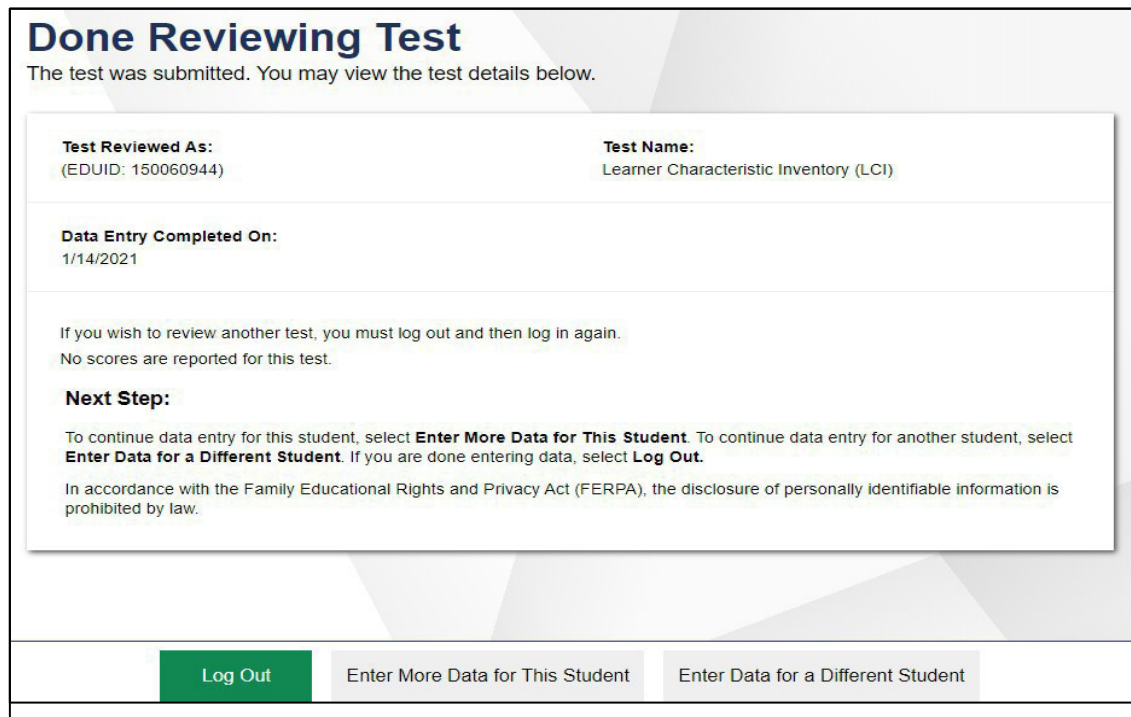 Done Reviewing Test
The test was submitted. You may view the test details below.
Test Reviewed As:
(EDUID: 150060944)
Test Name:
Learner Characteristic Inventory (LCI)
Data Entry Completed On:
1/14/2021
If you wish to review another test, you must log out and then log in again.
No scores are reported for this test.
Next Step:
To continue data entry for this student, select Enter More Data for This Student. To continue data entry for another student, select
Enter Data for a Different Student. If you are done entering data, select Log Out.
In accordance with the Family Educational Rights and Privacy Act (FERPA), the disclosure of personally identifiable information is
prohibited by law.
Log Out
Enter More Data for This Student
Enter Data for a Different Student